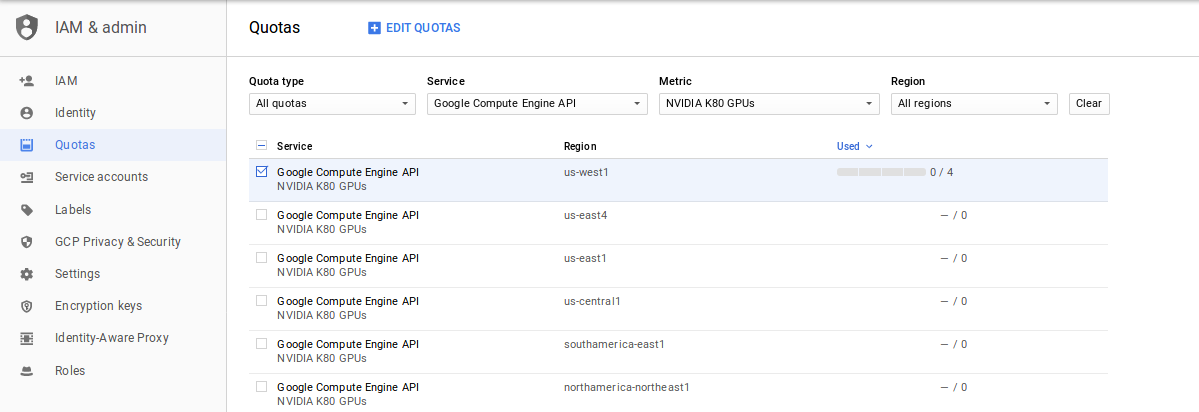 IAM & admin
Quotas
EDIT QUOTAS
IAM
Identity
Quotas
Service accounts
Labels
GCP Privacy & Security
Settings
Encryption keys
Identity-Aware Proxy
Roles
Quota type
Service
Metric
Region
All quotas
Google Compute Engine API
NVIDIA K80 GPUs
All regions
Clear
Service
Region
Used
Google Compute Engine API
us-west1
0 / 4
NVIDIA K80 GPUs
Google Compute Engine API
us-east4
— / 0
NVIDIA K80 GPUs
Google Compute Engine API
us-east1
— / 0
NVIDIA K80 GPUs
Google Compute Engine API
us-central1
— / 0
NVIDIA K80 GPUs
Google Compute Engine API
southamerica-east1
— / 0
NVIDIA K80 GPUs
Google Compute Engine API
northamerica-northeast1
— / 0
NVIDIA K80 GPUs